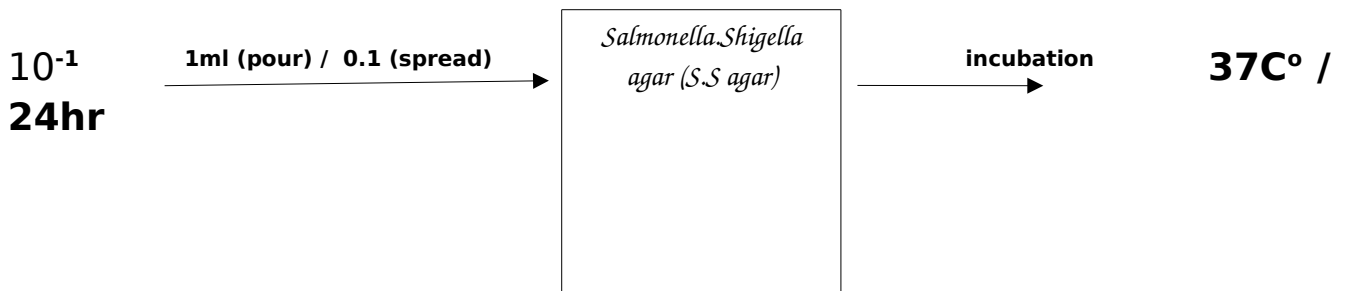 10-1 1ml (pour) / 0.1 (spread) Salmonella.Shigella agar (S.S agar) incubation 37Cº /
24hr